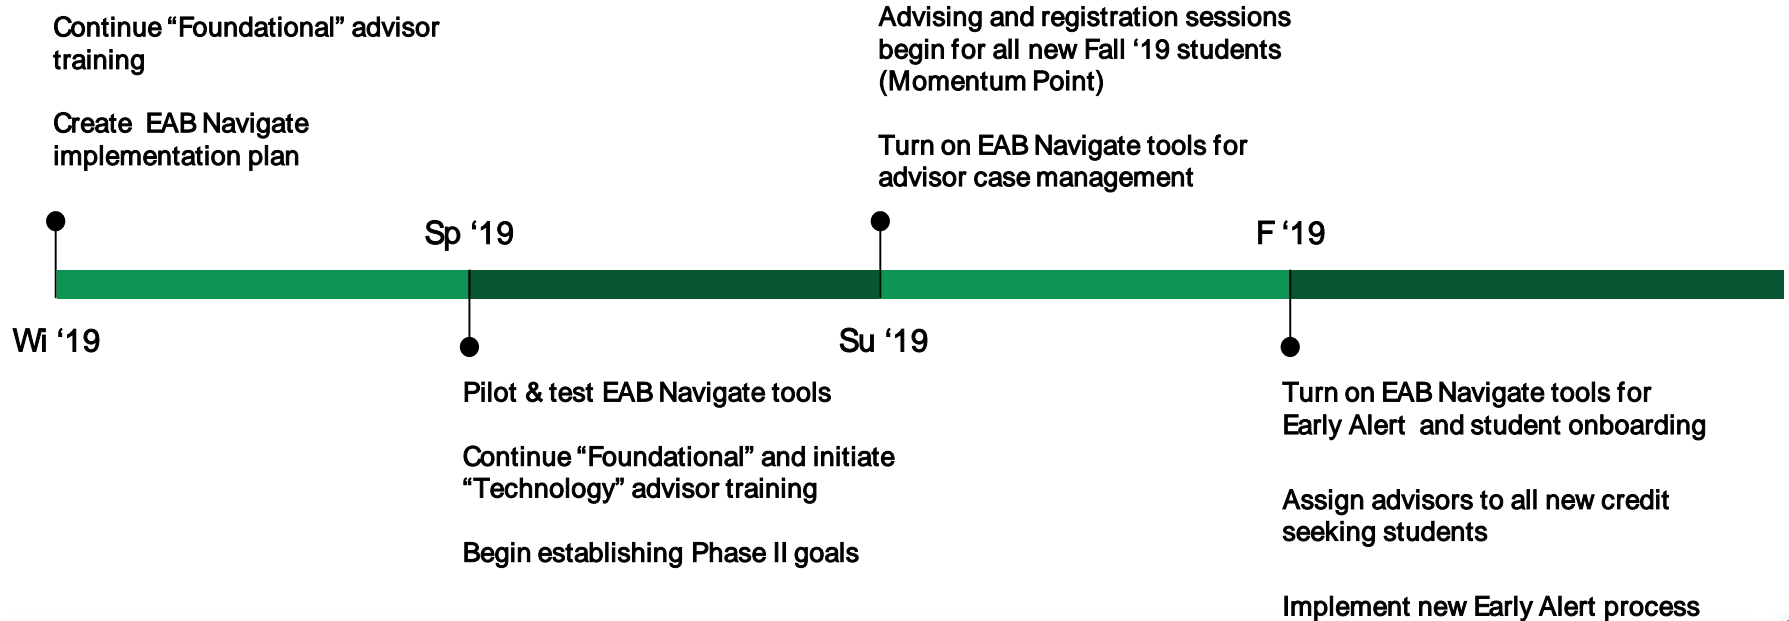 Continue “Foundational” advisor
training
Create EAB Navigate
implementation plan
Advising and registration sessions
begin for all new Fall ‘19 students
(Momentum Point)
Turn on EAB Navigate tools for
advisor case management
Sp ‘19
F ‘19
Wi ‘19
Su ‘19
Pilot & test EAB Navigate tools
Continue “Foundational” and initiate
“Technology” advisor training
Begin establishing Phase II goals
Turn on EAB Navigate tools for
Early Alert and student onboarding
Assign advisors to all new credit
seeking students
Implement new Early Alert process